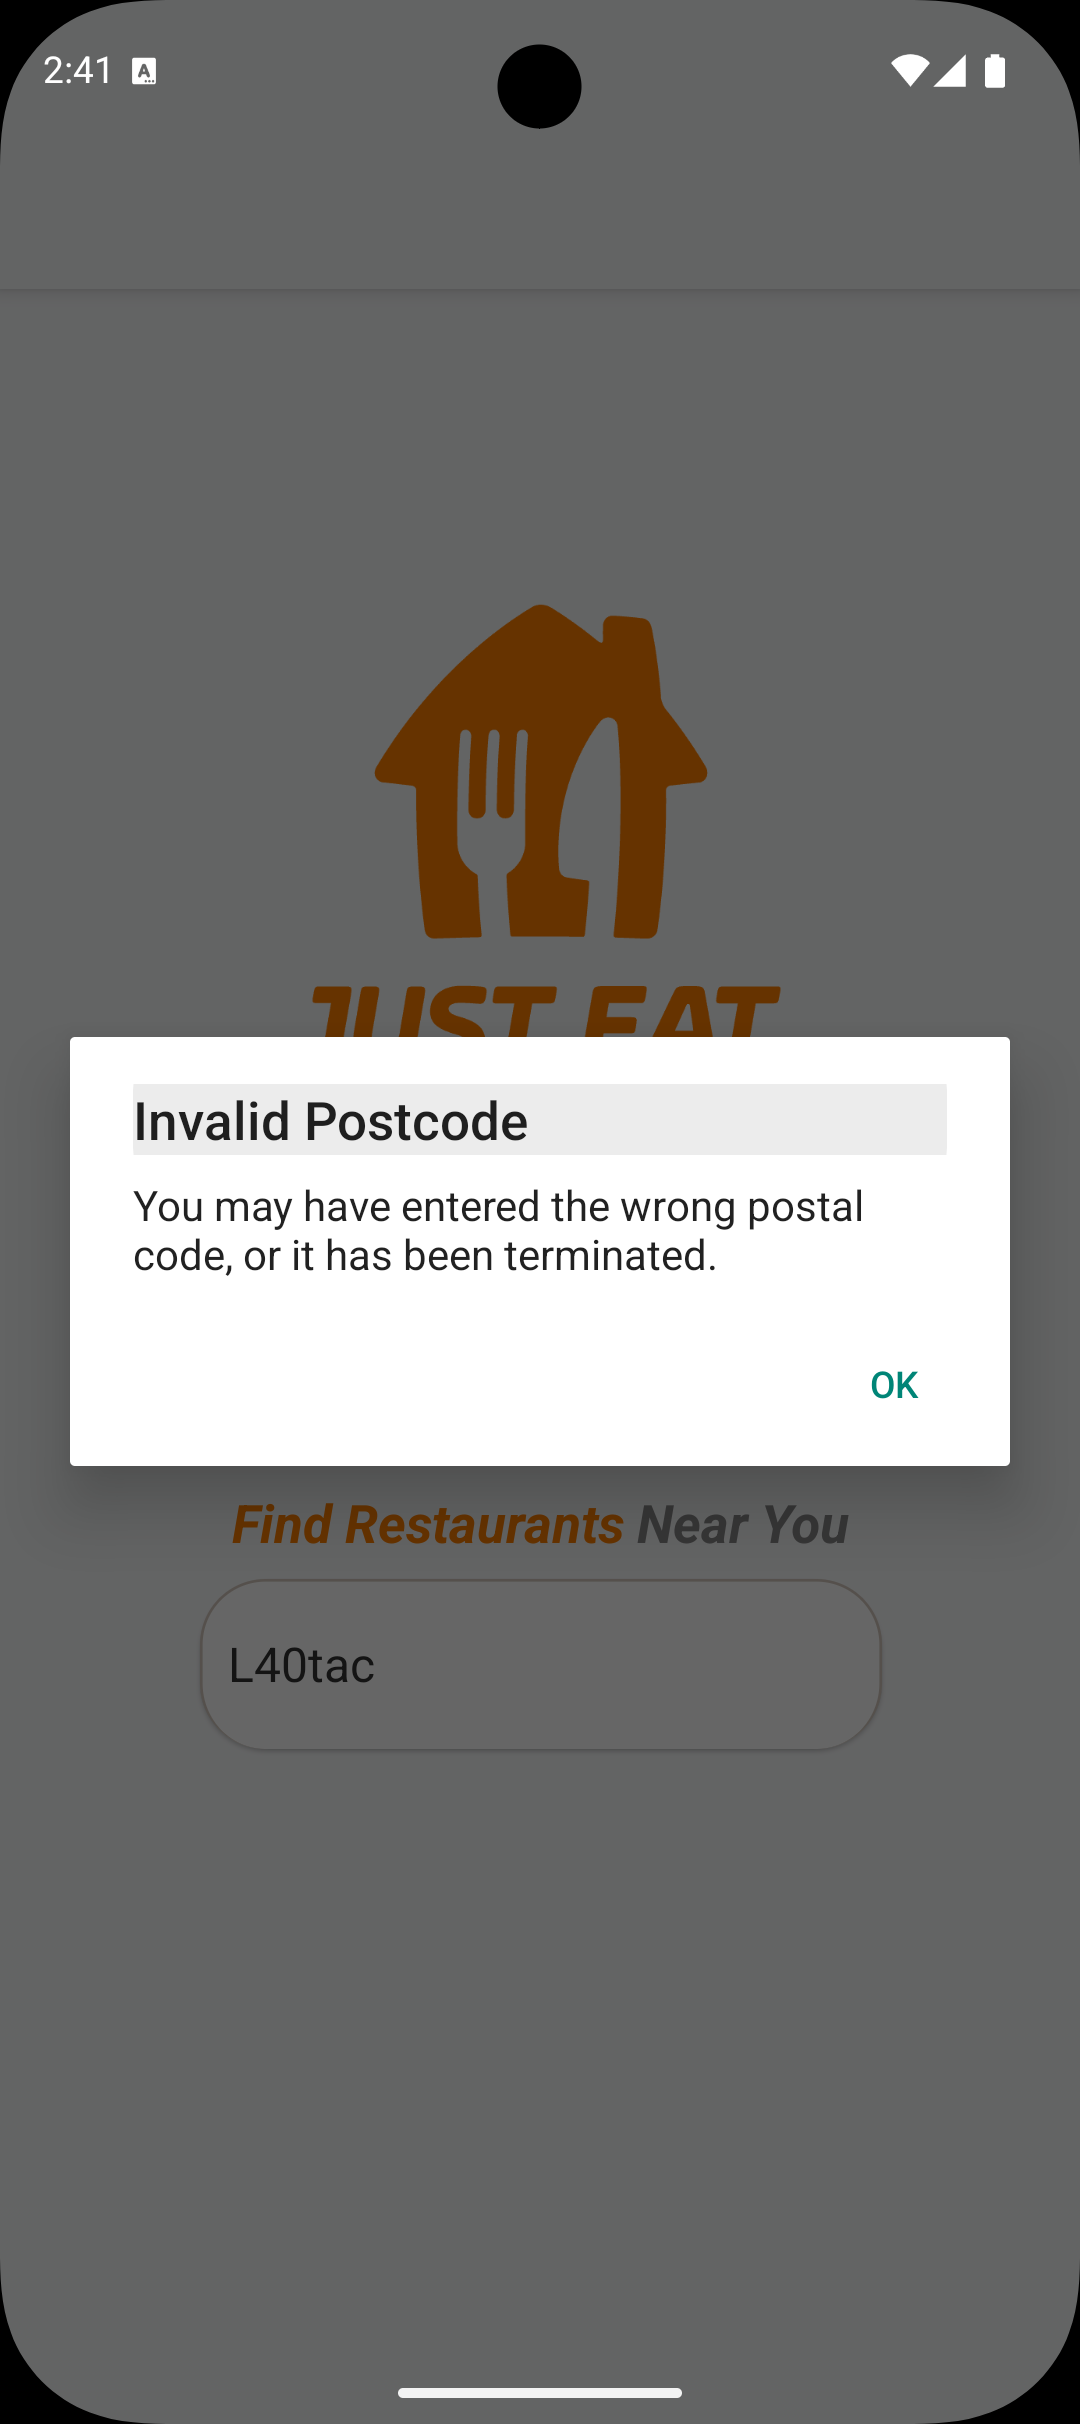 2:41
JUST EAT
Invalid Postcode
You may have entered the wrong postal
code, or it has been terminated.
OK
Find Restaurants Near You
L40tac